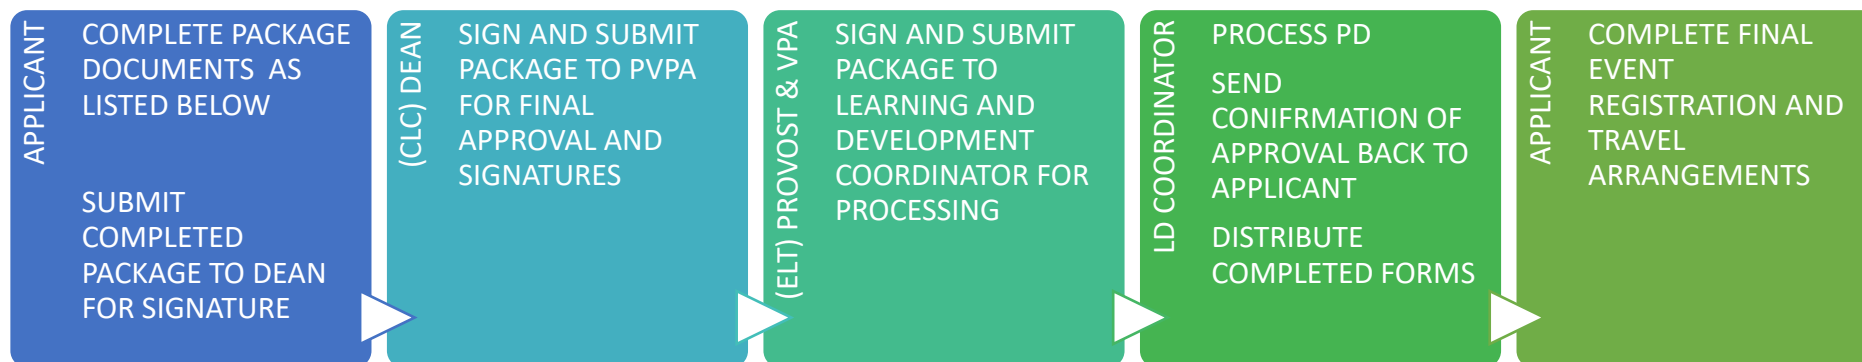 APPLICANT
COMPLETE PACKAGE
DOCUMENTS AS
LISTED BELOW
SUBMIT
COMPLETED
PACKAGE TO DEAN
FOR SIGNATURE
(CLC) DEAN
SIGN AND SUBMIT
PACKAGE TO PVPA
FOR FINAL
APPROVAL AND
SIGNATURES
(ELT) PROVOST & VPA
SIGN AND SUBMIT
PACKAGE TO
LEARNING AND
DEVELOPMENT
COORDINATOR FOR
PROCESSING
LD COORDINATOR
PROCESS PD
SEND
CONIFRMATION OF
APPROVAL BACK TO
APPLICANT
DISTRIBUTE
COMPLETED FORMS
APPLICANT
COMPLETE FINAL
EVENT
REGISTRATION AND
TRAVEL
ARRANGEMENTS